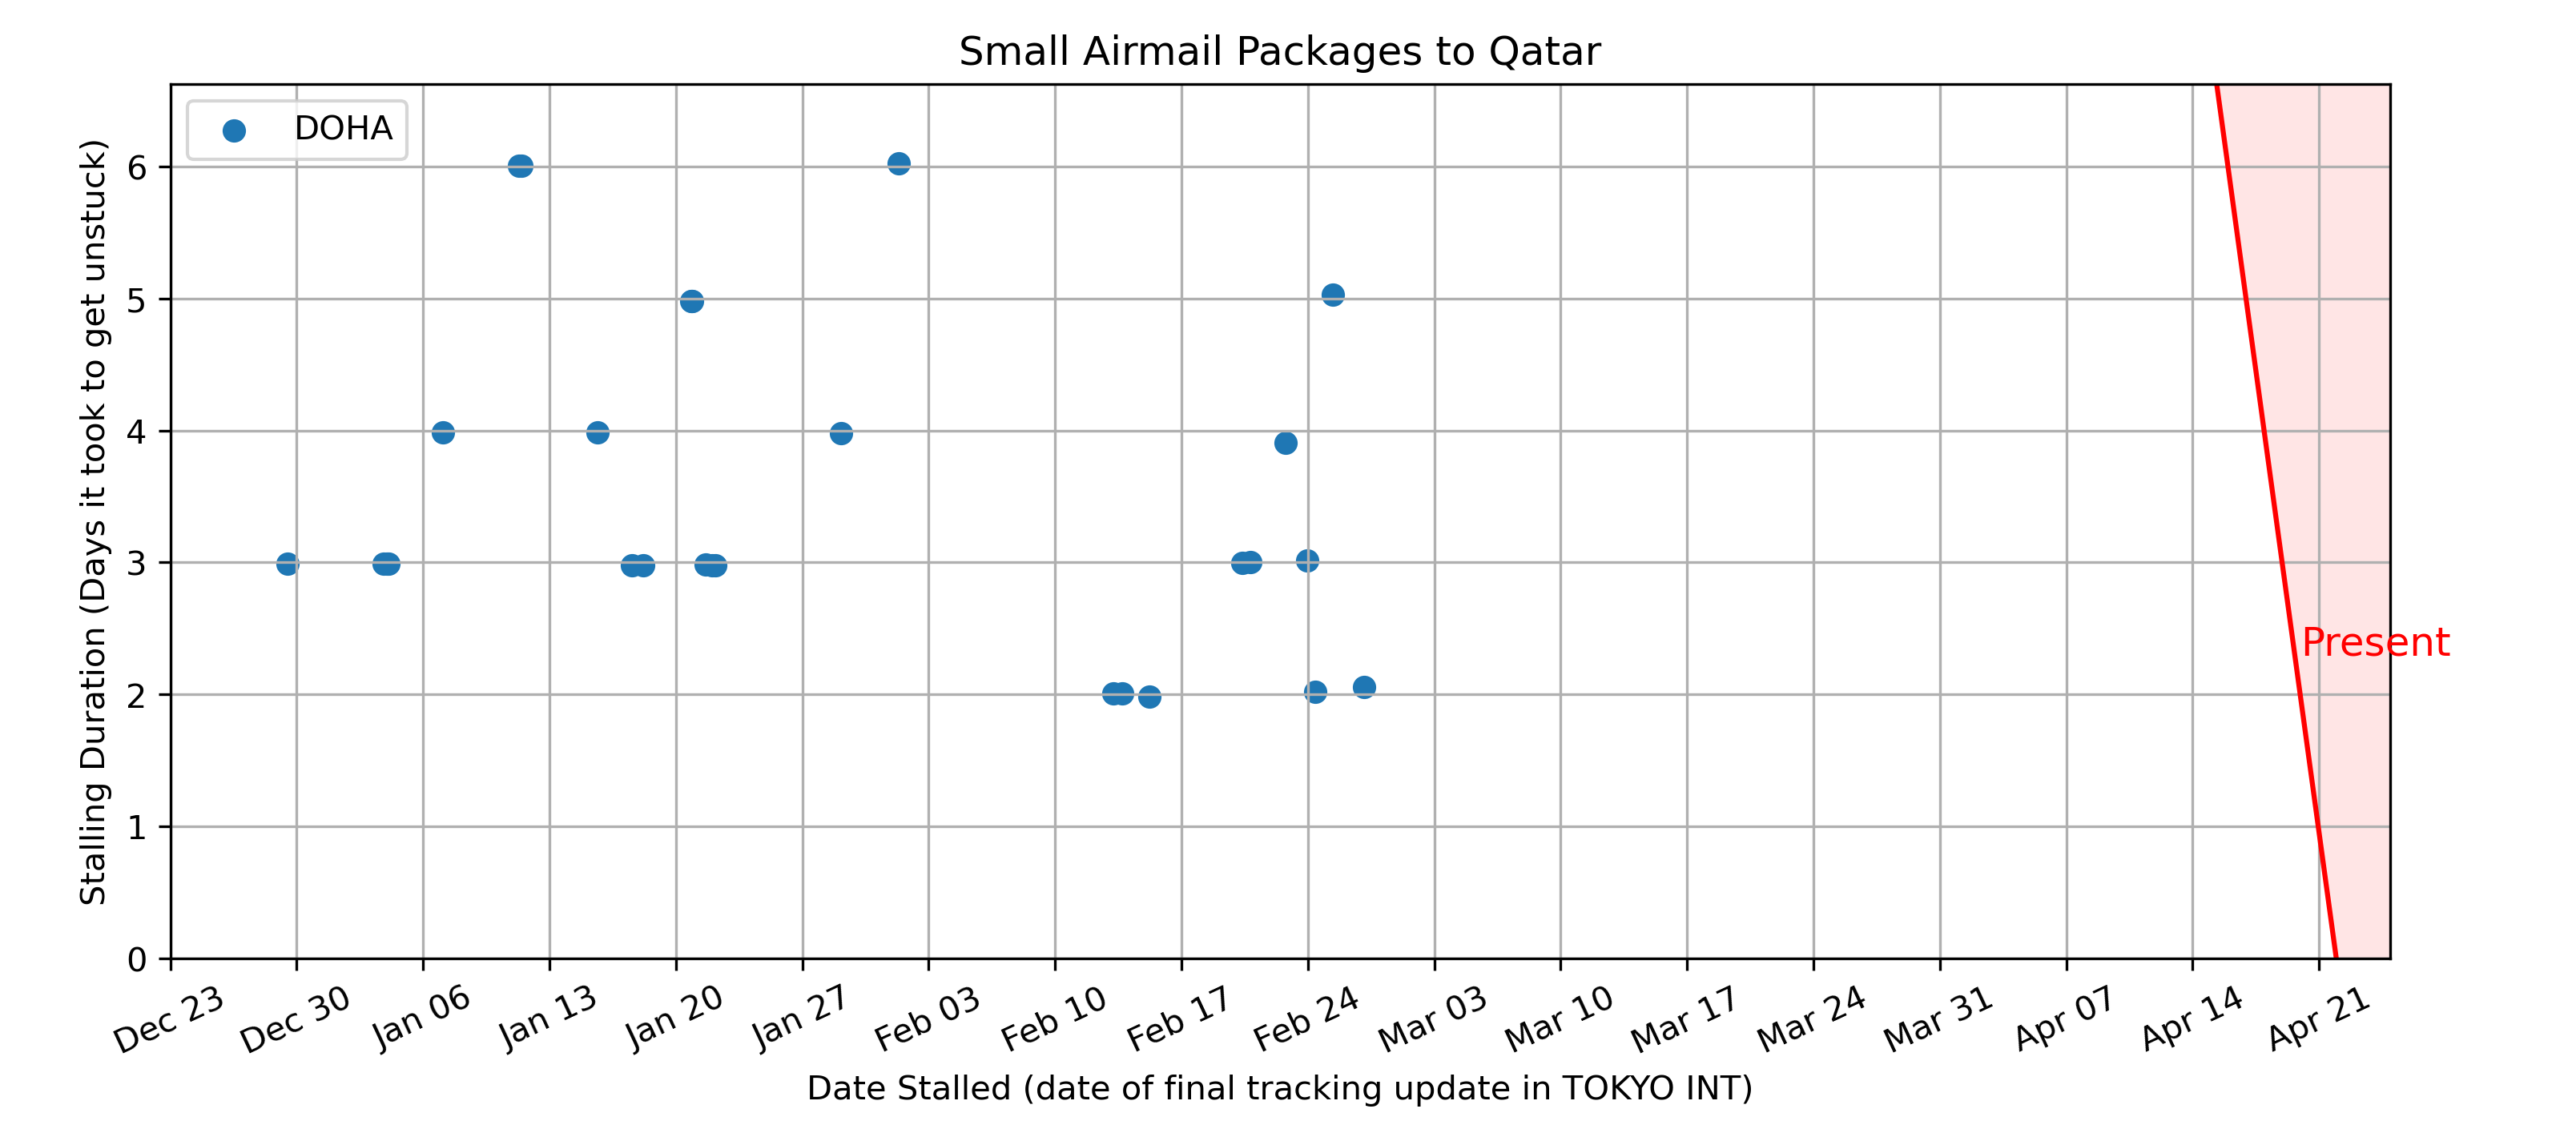 Small Airmail Packages to Qatar
DOHA
Stalling Duration (Days it took to get unstuck)
6
5
4
3
2
1
0
Present
Dec 23 Dec 30 Jan 06 Jan 13 Jan 20 Jan 27 Feb 03 Feb 10 Feb 17 Feb 24 Mar 03 Mar 10 Mar 17 Mar 24 Mar 31 Apr 07 Apr 14 Apr 21
Date Stalled (date of final tracking update in TOKYO INT)